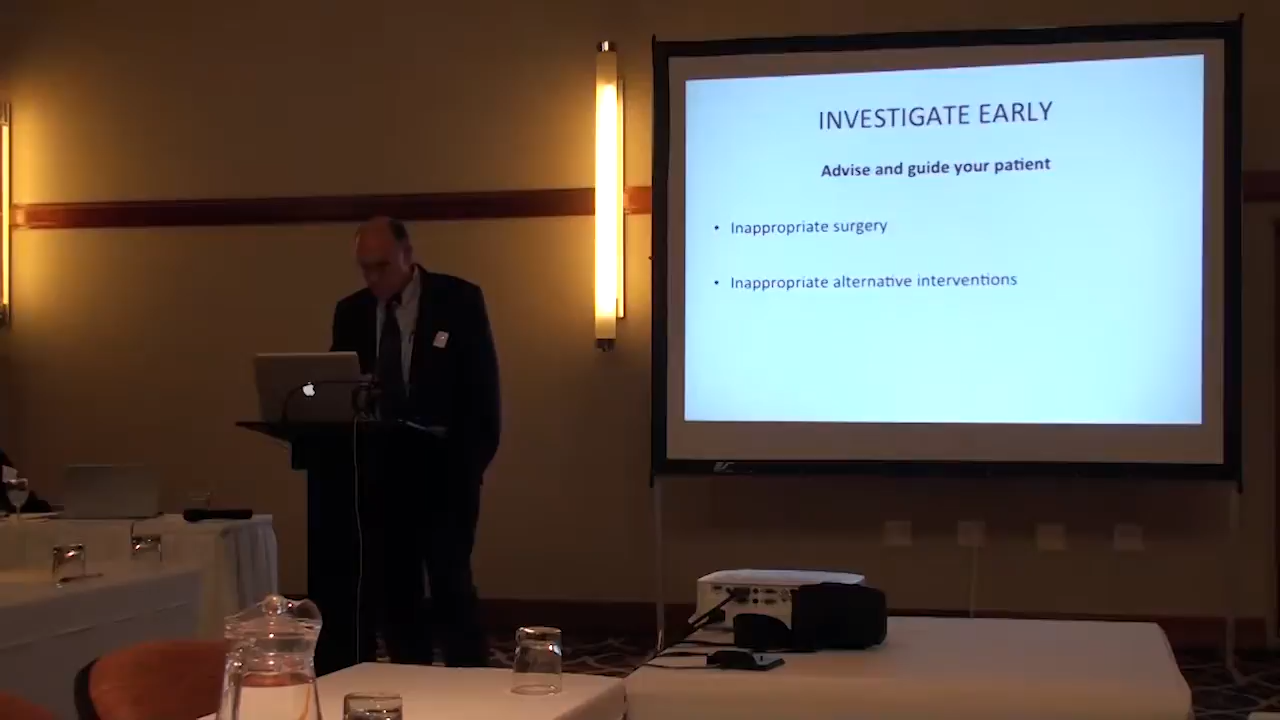 INVESTIGATE EARLY
Advise and guide your patient
• Inappropriate surgery
• Inappropriate alternative interventions